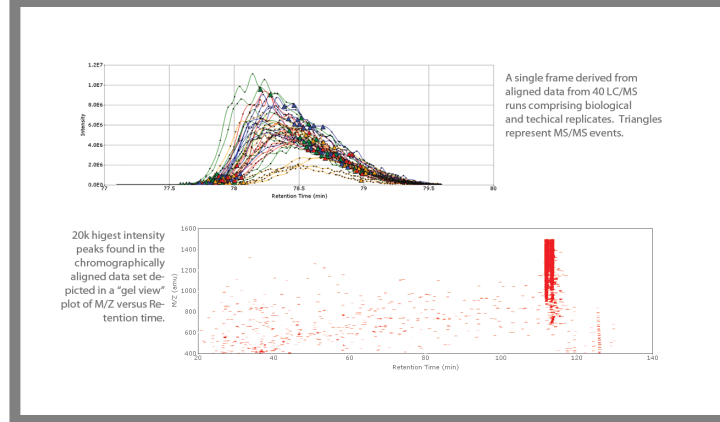 1.2E7
1.0E7
8.0E6
6.0E6
4.0E6
2.0E6
0.0E0
Intensity
77
77.5
78
78.5
79
79.5
80
Retention Time (min)
A single frame derived from
aligned data from 40 LC/MS
runs comprising biological
and techical replicates. Triangles
represent MS/MS events.
20k higest intensity
peaks found in the
chromographically
aligned data set de-
picted in a "gel view"
plot of M/Z versus Re-
tention time.
1600
1400
1200
1000
800
600
400
M/Z (amu)
20
40
60
80
100
120
140
Retention Time (min)